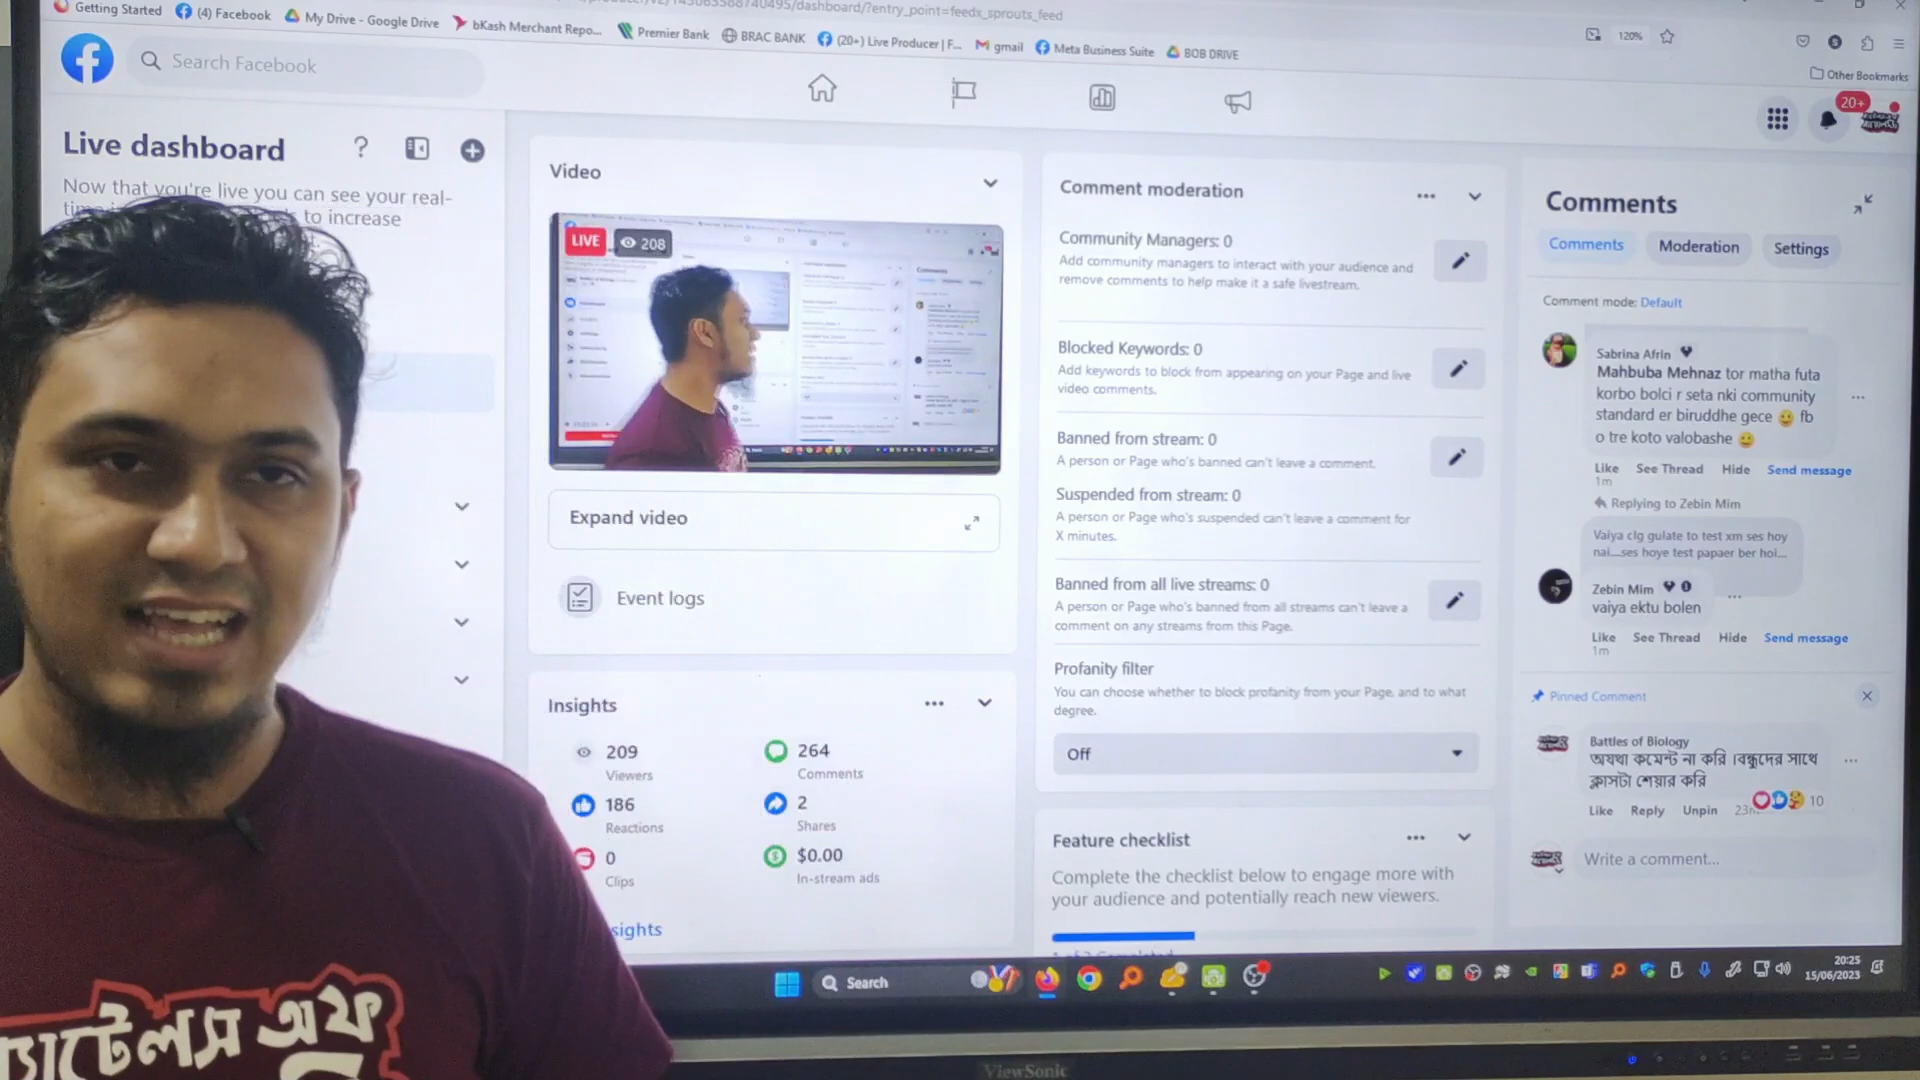 /dashboard/?entry_point=feedx_sprouts_feed
Getting Started
(4) Facebook
My Drive - Google Drive
bKash Merchant Repo...
Premier Bank
BRAC BANK
(20+) Live Producer | F...
gmail
Meta Business Suite
BOB DRIVE
120%
Other Bookmarks
Search Facebook
20+
Live dashboard
Now that you're live you can see your real-
to increase
Video
LIVE
208
Expand video
Event logs
Insights
209
Viewers
264
Comments
186
Reactions
2
Shares
0
Clips
$0.00
In-stream ads
sights
Comment moderation
Community Managers: 0
Add community managers to interact with your audience and
remove comments to help make it a safe livestream.
Blocked Keywords: 0
Add keywords to block from appearing on your Page and live
video comments.
Banned from stream: 0
A person or Page who's banned can't leave a comment.
Suspended from stream: 0
A person or Page who's suspended can't leave a comment for
X minutes.
Banned from all live streams: 0
A person or Page who's banned from all streams can't leave a
comment on any streams from this Page.
Profanity filter
You can choose whether to block profanity from your Page, and to what
degree.
Off
Feature checklist
Complete the checklist below to engage more with
your audience and potentially reach new viewers.
Comments
Comments
Moderation
Settings
Comment mode: Default
Sabrina Afrin
Mahbuba Mehnaz tor matha futa
korbo bolci r seta nki community
standard er biruddhe gece 🙂 fb
o tre koto valobashe 🙂
Like See Thread Hide Send message
1m
Replying to Zebin Mim
Vaiya clg gulate to test xm ses hoy
nai....ses hoye test papaer ber hoi...
Zebin Mim
vaiya ektu bolen
Like See Thread Hide Send message
1m
Pinned Comment
Battles of Biology
অযথা কমেন্ট না করি ।বন্ধুদের সাথে
ক্লাসটা শেয়ার করি
Like Reply Unpin
10
Write a comment...
Search
20:25
15/06/2023
ViewSonic
ব্যাটেলস অফ